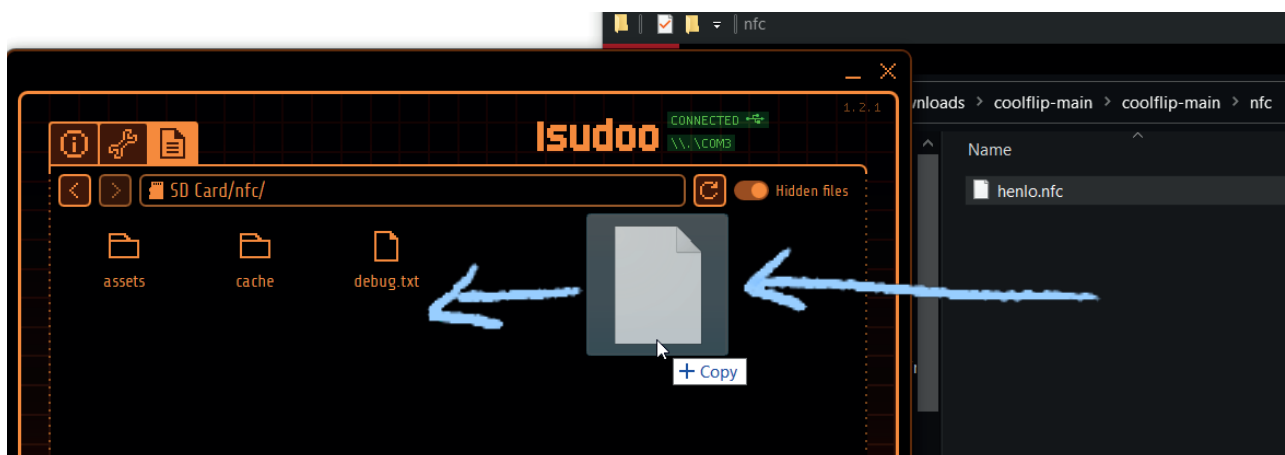 nfc
1.2.1
lsudoo
CONNECTED
\\.\COM3
SD Card/nfc/
Hidden files
assets
cache
debug.txt
+ Copy
coolflip-main > coolflip-main > nfc
Name
henlo.nfc